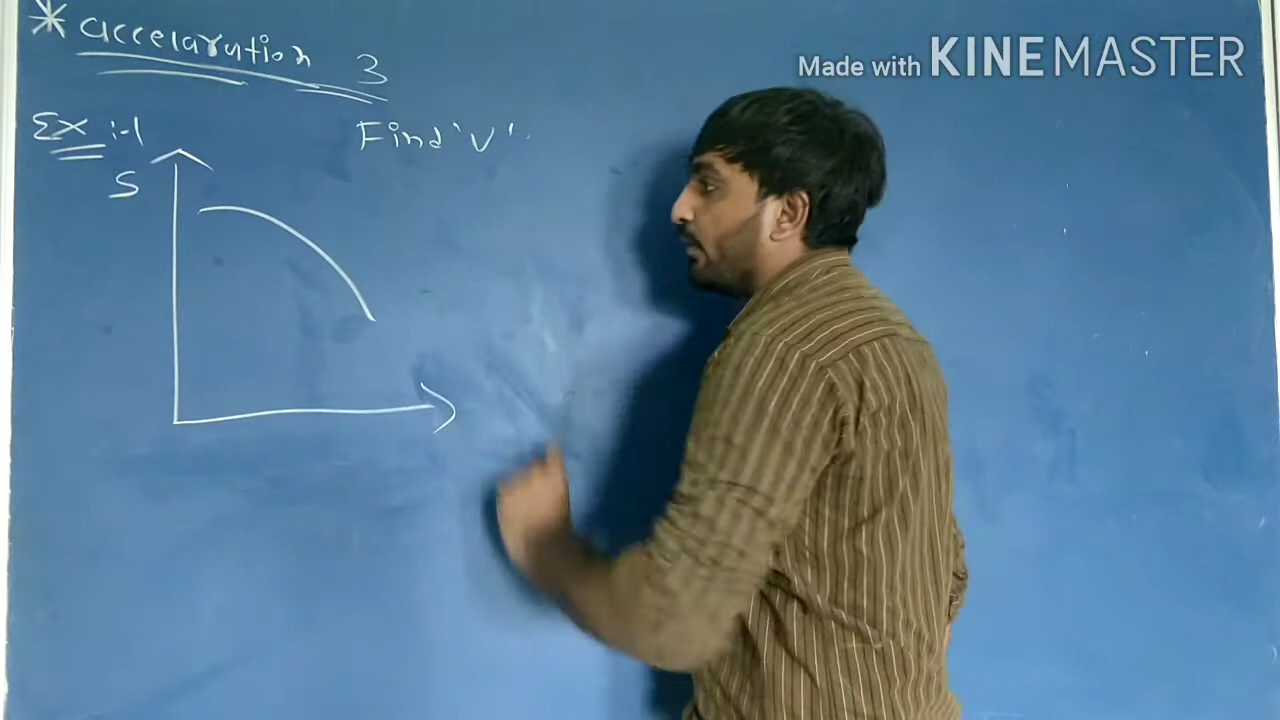 * accelaration 3
Made with KINEMASTER
Ex :-1
Find 'v'.
S